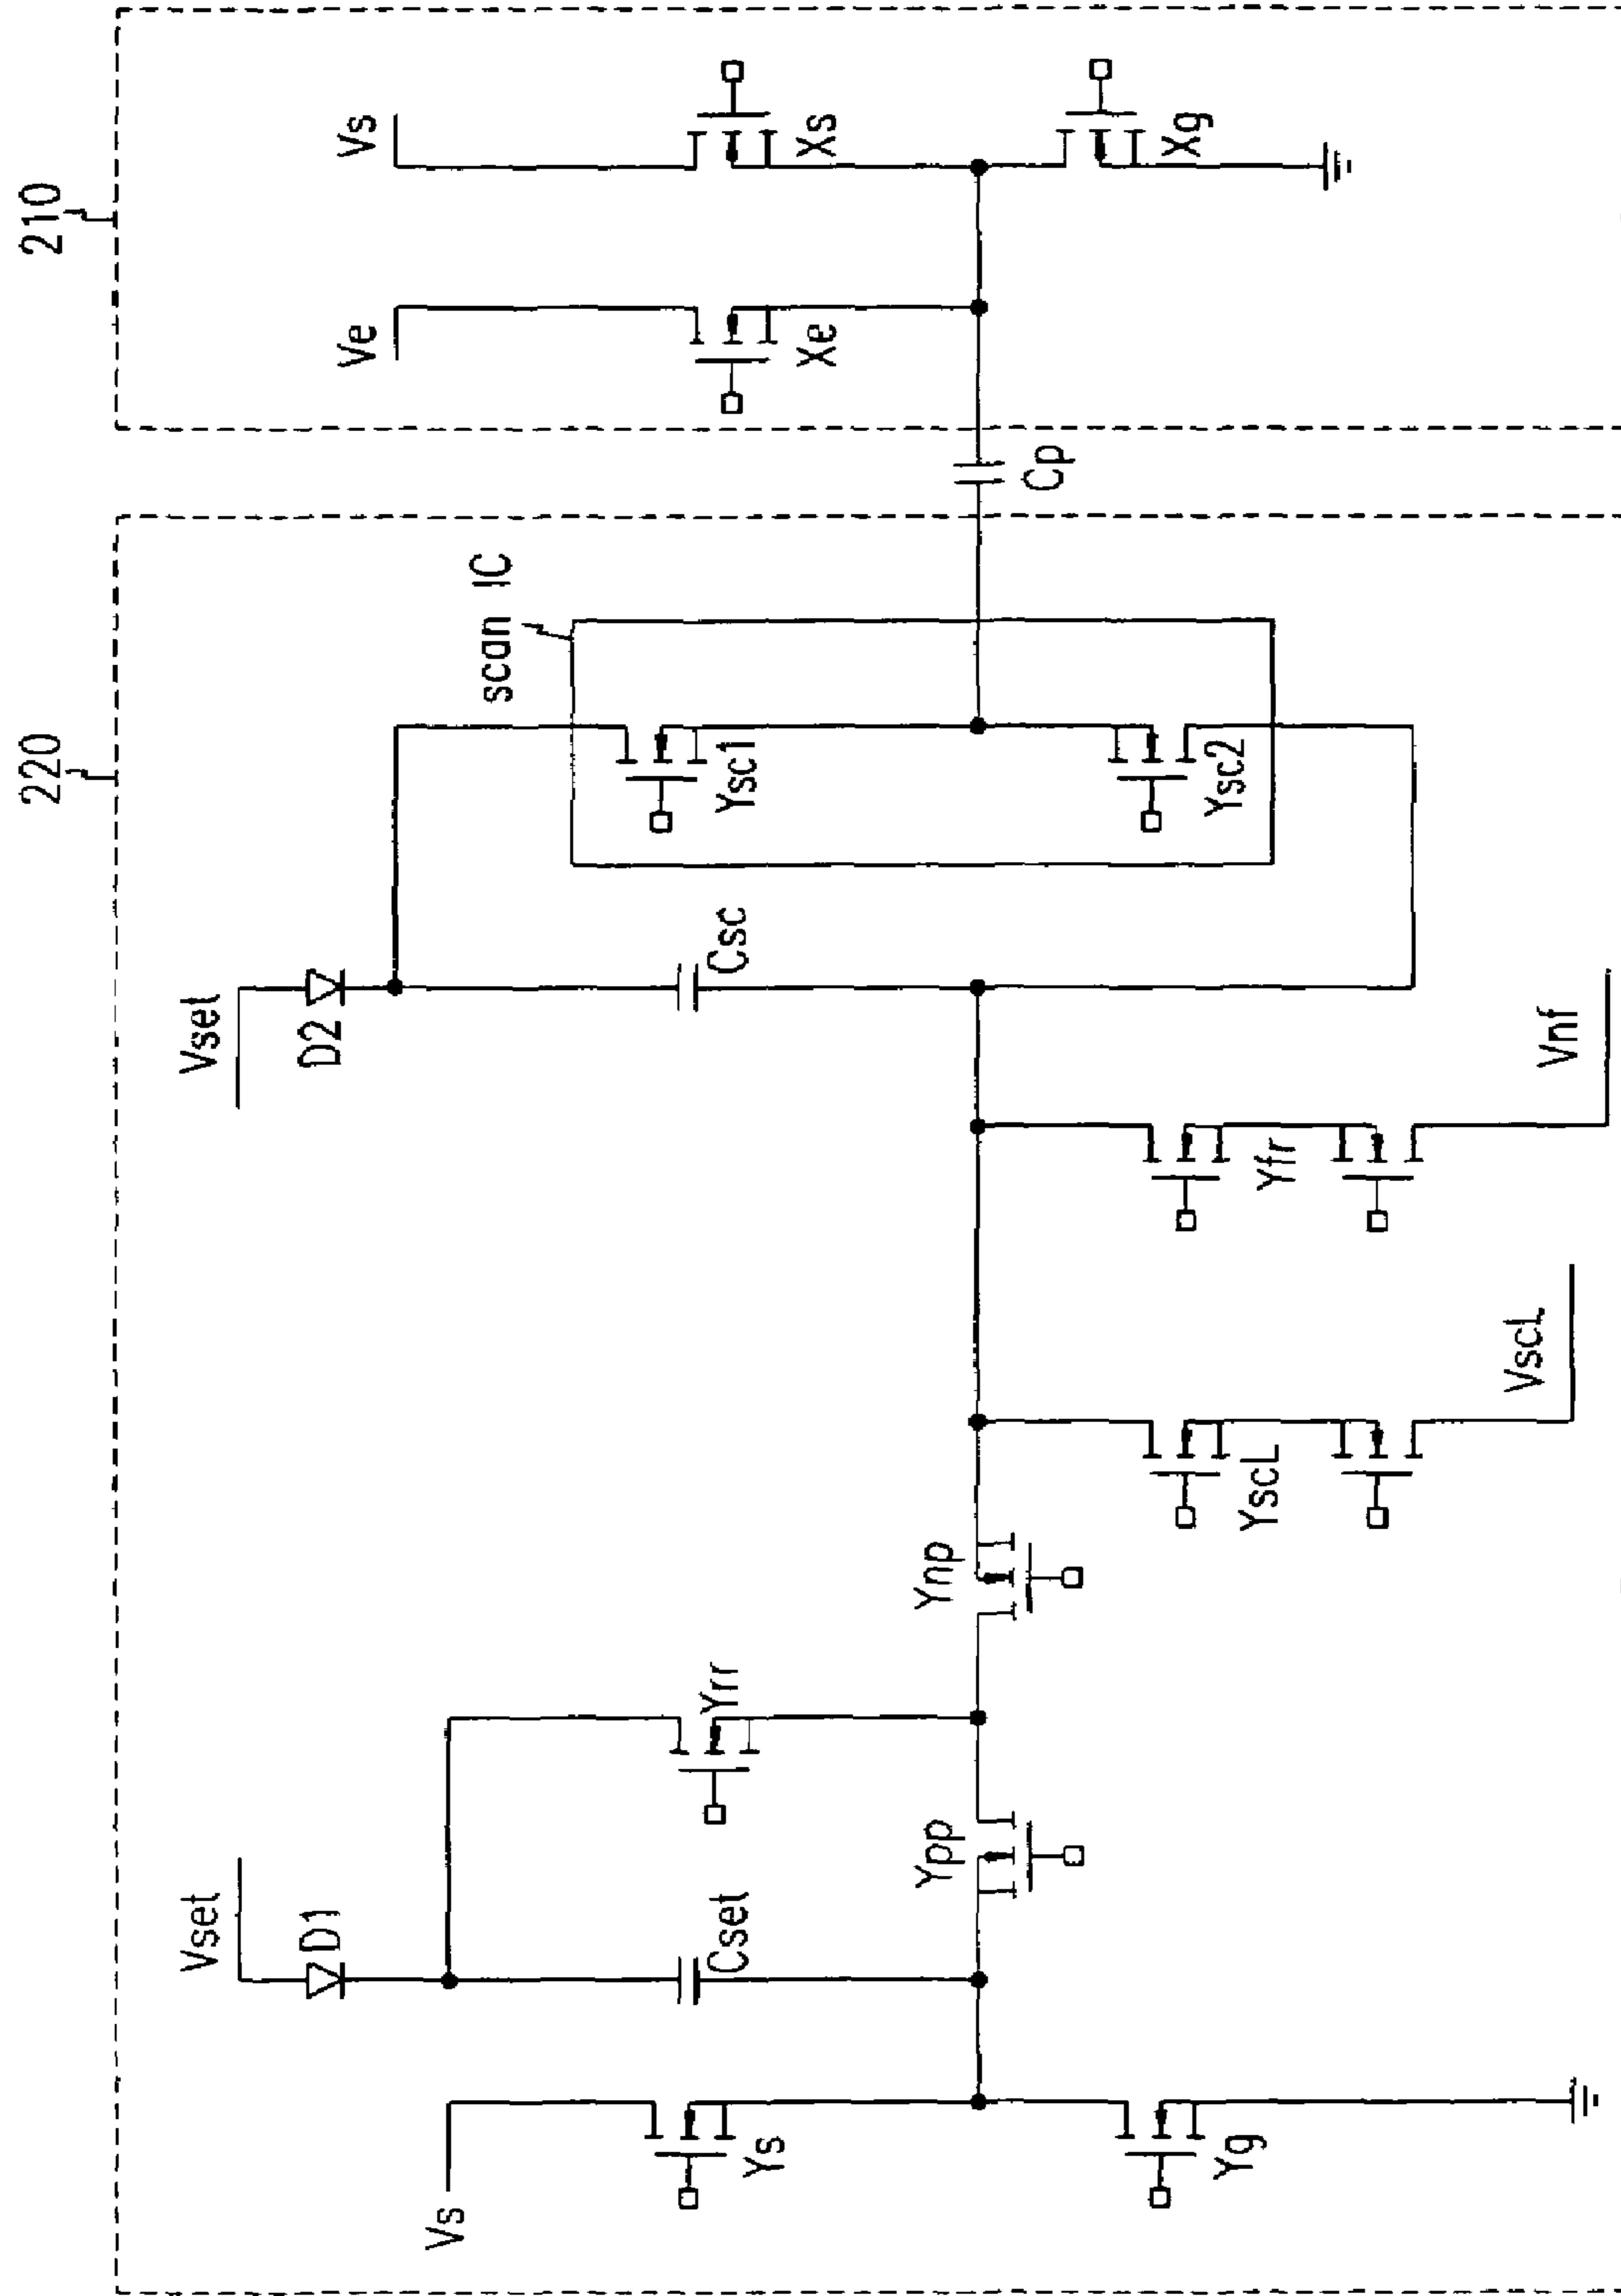 210
220
Vs
Ve
Xs
Xe
Xg
Cp
scan IC
Ysc1
Ysc2
Vset
D2
Csc
Vnf
Yfr
VscL
YscL
Ynp
Yrr
Ypp
Vset
D1
Cset
Vs
Ys
Yg